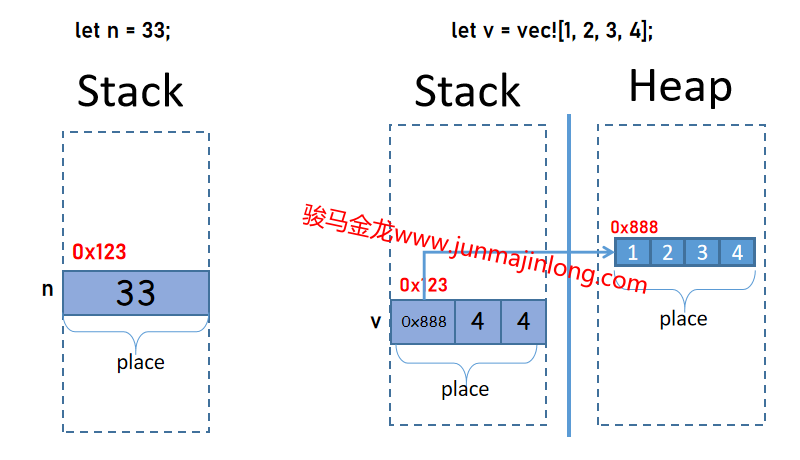 let n = 33;
Stack
0x123
n
33
place
let v = vec![1, 2, 3, 4];
Stack
Heap
骏马金龙www.junmajinlong.com
0x888
1 2 3 4
place
0x123
v
0x888 4 4
place